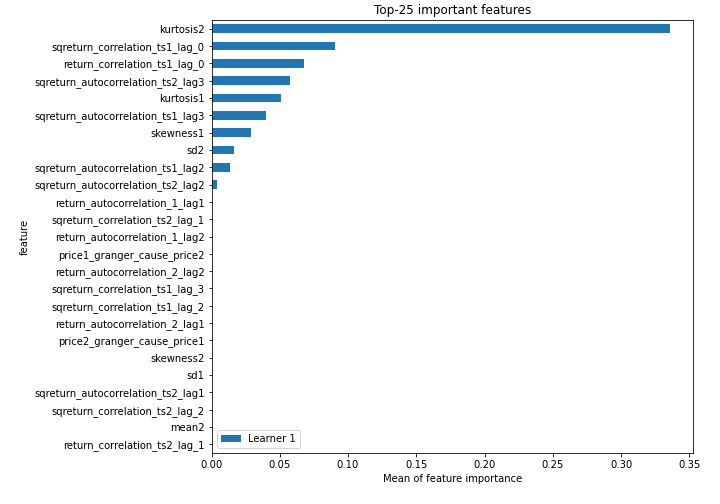 Top-25 important features
kurtosis2
sqreturn_correlation_ts1_lag_0
return_correlation_ts1_lag_0
sqreturn_autocorrelation_ts2_lag3
kurtosis1
sqreturn_autocorrelation_ts1_lag3
skewness1
sd2
sqreturn_autocorrelation_ts1_lag2
sqreturn_autocorrelation_ts2_lag2
return_autocorrelation_1_lag1
sqreturn_correlation_ts2_lag_1
return_autocorrelation_1_lag2
price1_granger_cause_price2
return_autocorrelation_2_lag2
sqreturn_correlation_ts1_lag_3
sqreturn_correlation_ts1_lag_2
return_autocorrelation_2_lag1
price2_granger_cause_price1
skewness2
sd1
sqreturn_autocorrelation_ts2_lag1
sqreturn_correlation_ts2_lag_2
mean2
return_correlation_ts2_lag_1
feature
Learner 1
0.00 0.05 0.10 0.15 0.20 0.25 0.30 0.35
Mean of feature importance